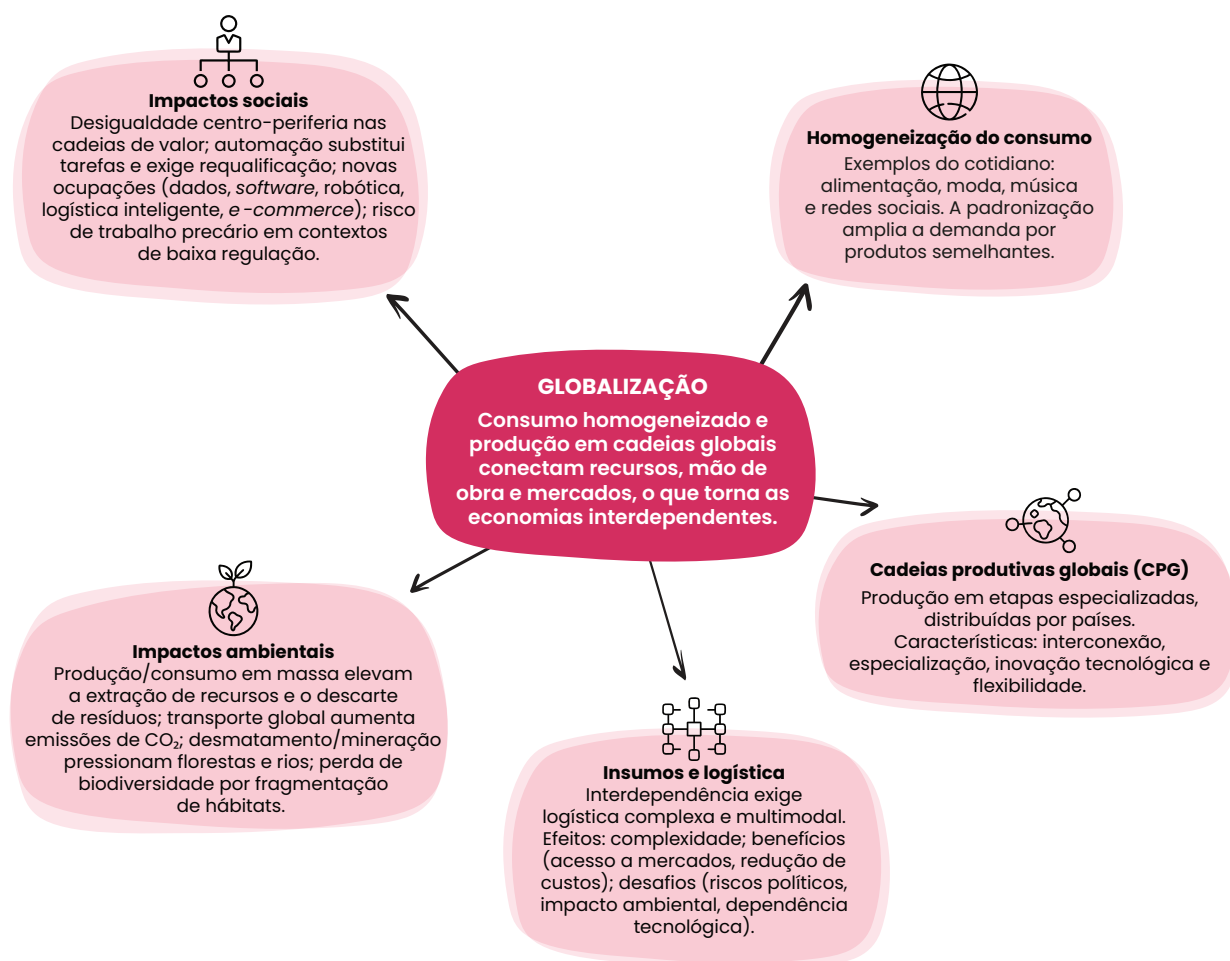 Impactos sociais
Desigualdade centro-periferia nas
cadeias de valor; automação substitui
tarefas e exige requalificação; novas
ocupações (dados, software, robótica,
logística inteligente, e-commerce); risco
de trabalho precário em contextos
de baixa regulação.
Homogeneização do consumo
Exemplos do cotidiano:
alimentação, moda, música
e redes sociais. A padronização
amplia a demanda por
produtos semelhantes.
GLOBALIZAÇÃO
Consumo homogeneizado e
produção em cadeias globais
conectam recursos, mão de
obra e mercados, o que torna as
economias interdependentes.
Cadeias produtivas globais (CPG)
Produção em etapas especializadas,
distribuídas por países.
Características: interconexão,
especialização, inovação tecnológica e
flexibilidade.
Impactos ambientais
Produção/consumo em massa elevam
a extração de recursos e o descarte
de resíduos; transporte global aumenta
emissões de CO₂; desmatamento/mineração
pressionam florestas e rios; perda de
biodiversidade por fragmentação
de hábitats.
Insumos e logística
Interdependência exige
logística complexa e multimodal.
Efeitos: complexidade; benefícios
(acesso a mercados, redução de
custos); desafios (riscos políticos,
impacto ambiental, dependência
tecnológica).